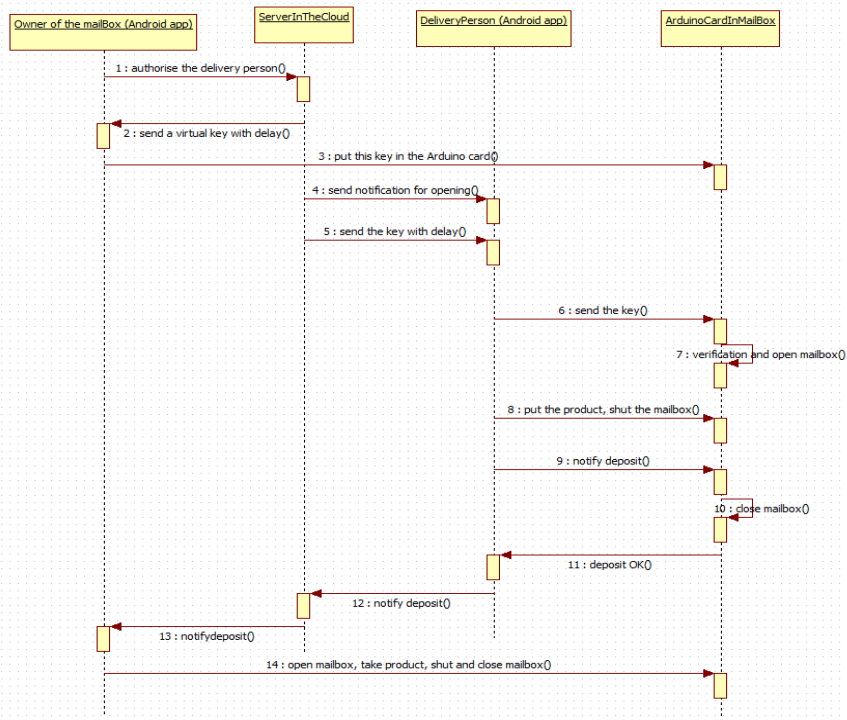 Owner of the mailBox (Android app)
ServerInTheCloud
DeliveryPerson (Android app)
ArduinoCardInMailBox
1 : authorise the delivery person()
2 : send a virtual key with delay()
3 : put this key in the Arduino card()
4 : send notification for opening()
5 : send the key with delay()
6 : send the key()
7 : verification and open mailbox()
8 : put the product, shut the mailbox()
9 : notify deposit()
10 : close mailbox()
11 : deposit OK()
12 : notify deposit()
13 : notifydeposit()
14 : open mailbox, take product, shut and close mailbox()